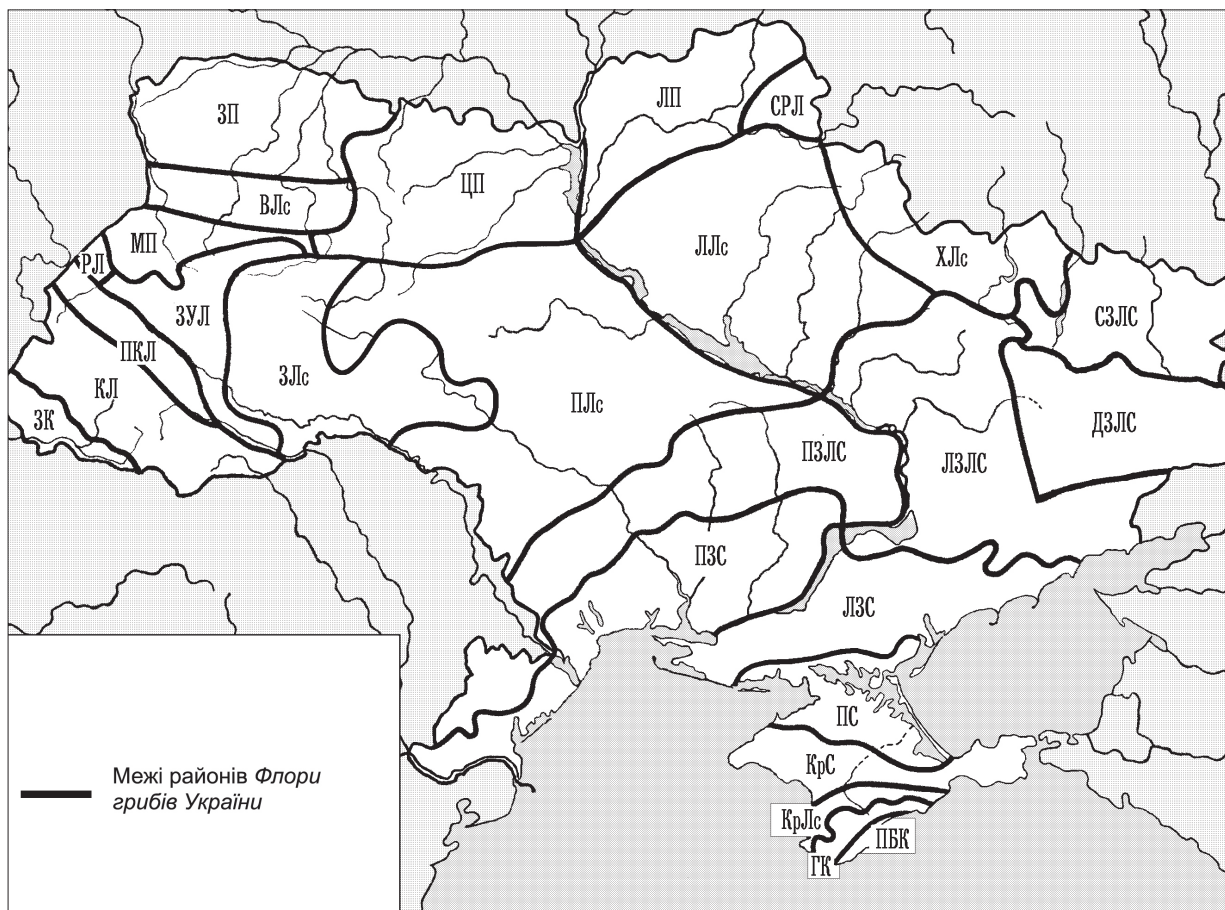 ЗП
ЛП
СРЛ
ЦП
ВЛс
МП
РЛ
ЛЛс
ХЛс
ЗУЛ
СЗЛС
ПКЛ
ЗЛс
КЛ
ПЛс
ЗК
ДЗЛС
ПЗЛС
ЛЗЛС
ПЗС
ЛЗС
ПС
КрС
КрЛс
ПБК
ГК
Межі районів Флори
грибів України